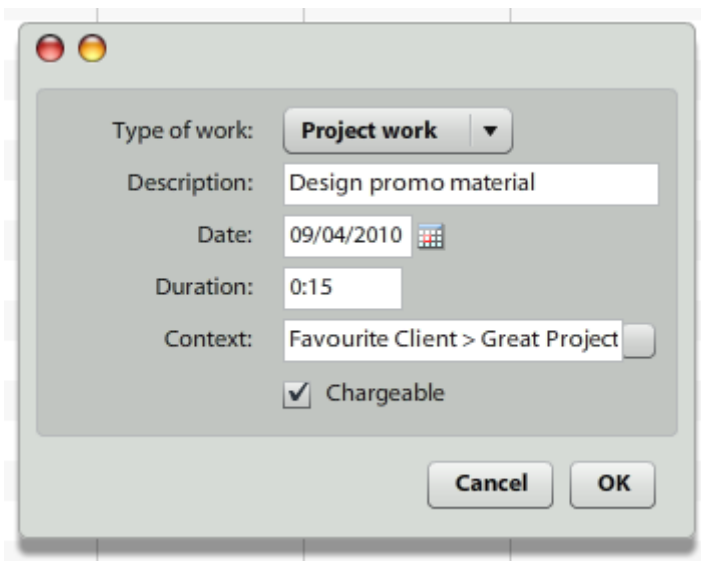 Type of work: Project work
Description: Design promo material
Date: 09/04/2010
Duration: 0:15
Context: Favourite Client > Great Project
Chargeable
Cancel OK